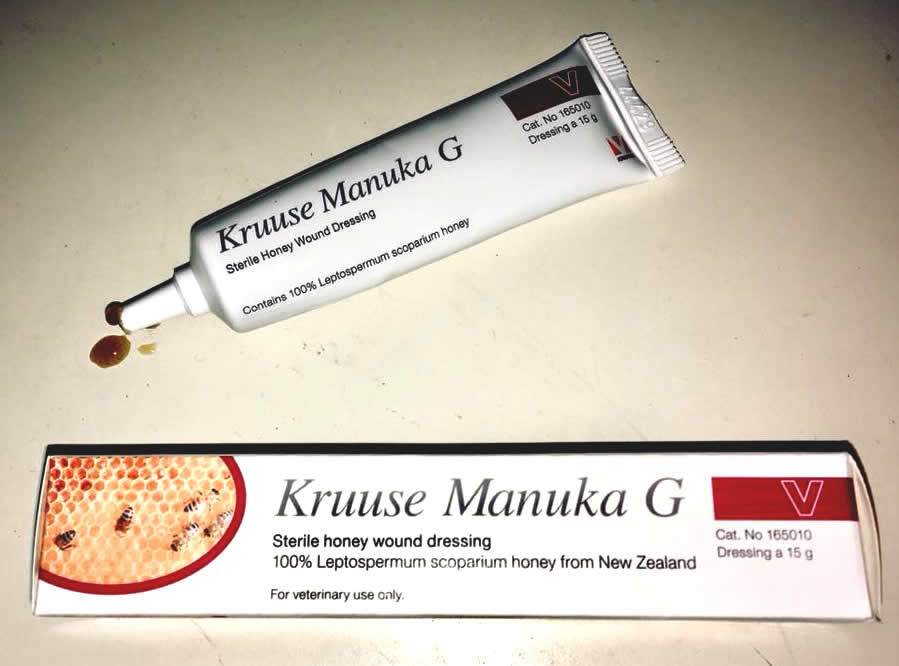 V
Cat. No 165010
Dressing a 15 g
Kruuse Manuka G
Sterile Honey Wound Dressing
Contains 100% Leptospermum scoparium honey
Kruuse Manuka G
Sterile honey wound dressing
100% Leptospermum scoparium honey from New Zealand
For veterinary use only.
V
Cat. No 165010
Dressing a 15 g